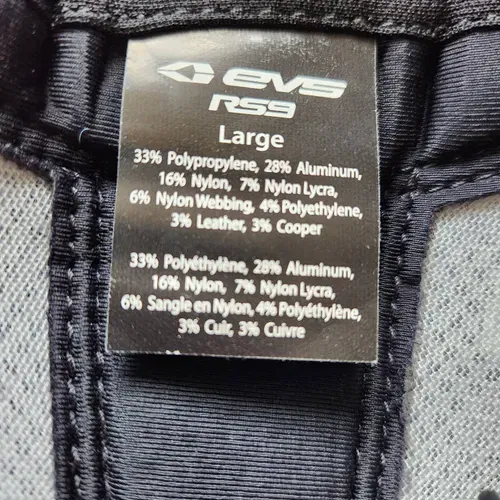 evs
RS9
Large
33% Polypropylene, 28% Aluminum,
16% Nylon, 7% Nylon Lycra,
6% Nylon Webbing, 4% Polyethylene,
3% Leather, 3% Cooper
33% Polyéthylène, 28% Aluminum,
16% Nylon, 7% Nylon Lycra,
6% Sangle en Nylon, 4% Polyéthylène,
3% Cuir, 3% Cuivre